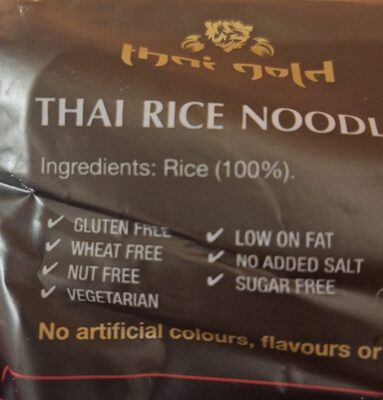 thai gold
THAI RICE NOODL
Ingredients: Rice (100%).
✓ GLUTEN FREE ✓ LOW ON FAT
✓ WHEAT FREE ✓ NO ADDED SALT
✓ NUT FREE ✓ SUGAR FREE
✓ VEGETARIAN
No artificial colours, flavours or